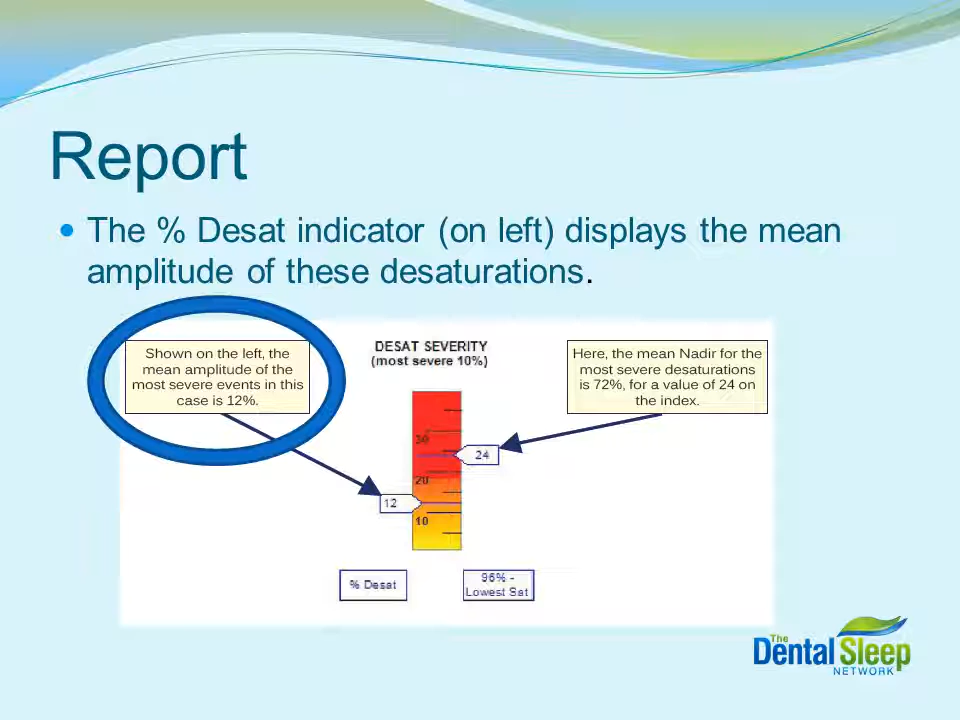 Report
The % Desat indicator (on left) displays the mean
amplitude of these desaturations.
Shown on the left, the
mean amplitude of the
most severe events in this
case is 12%.
DESAT SEVERITY
(most severe 10%)
Here, the mean Nadir for the
most severe desaturations
is 72%, for a value of 24 on
the index.
30
24
20
12
10
% Desat
96% -
Lowest Sat
The
Dental Sleep
NETWORK